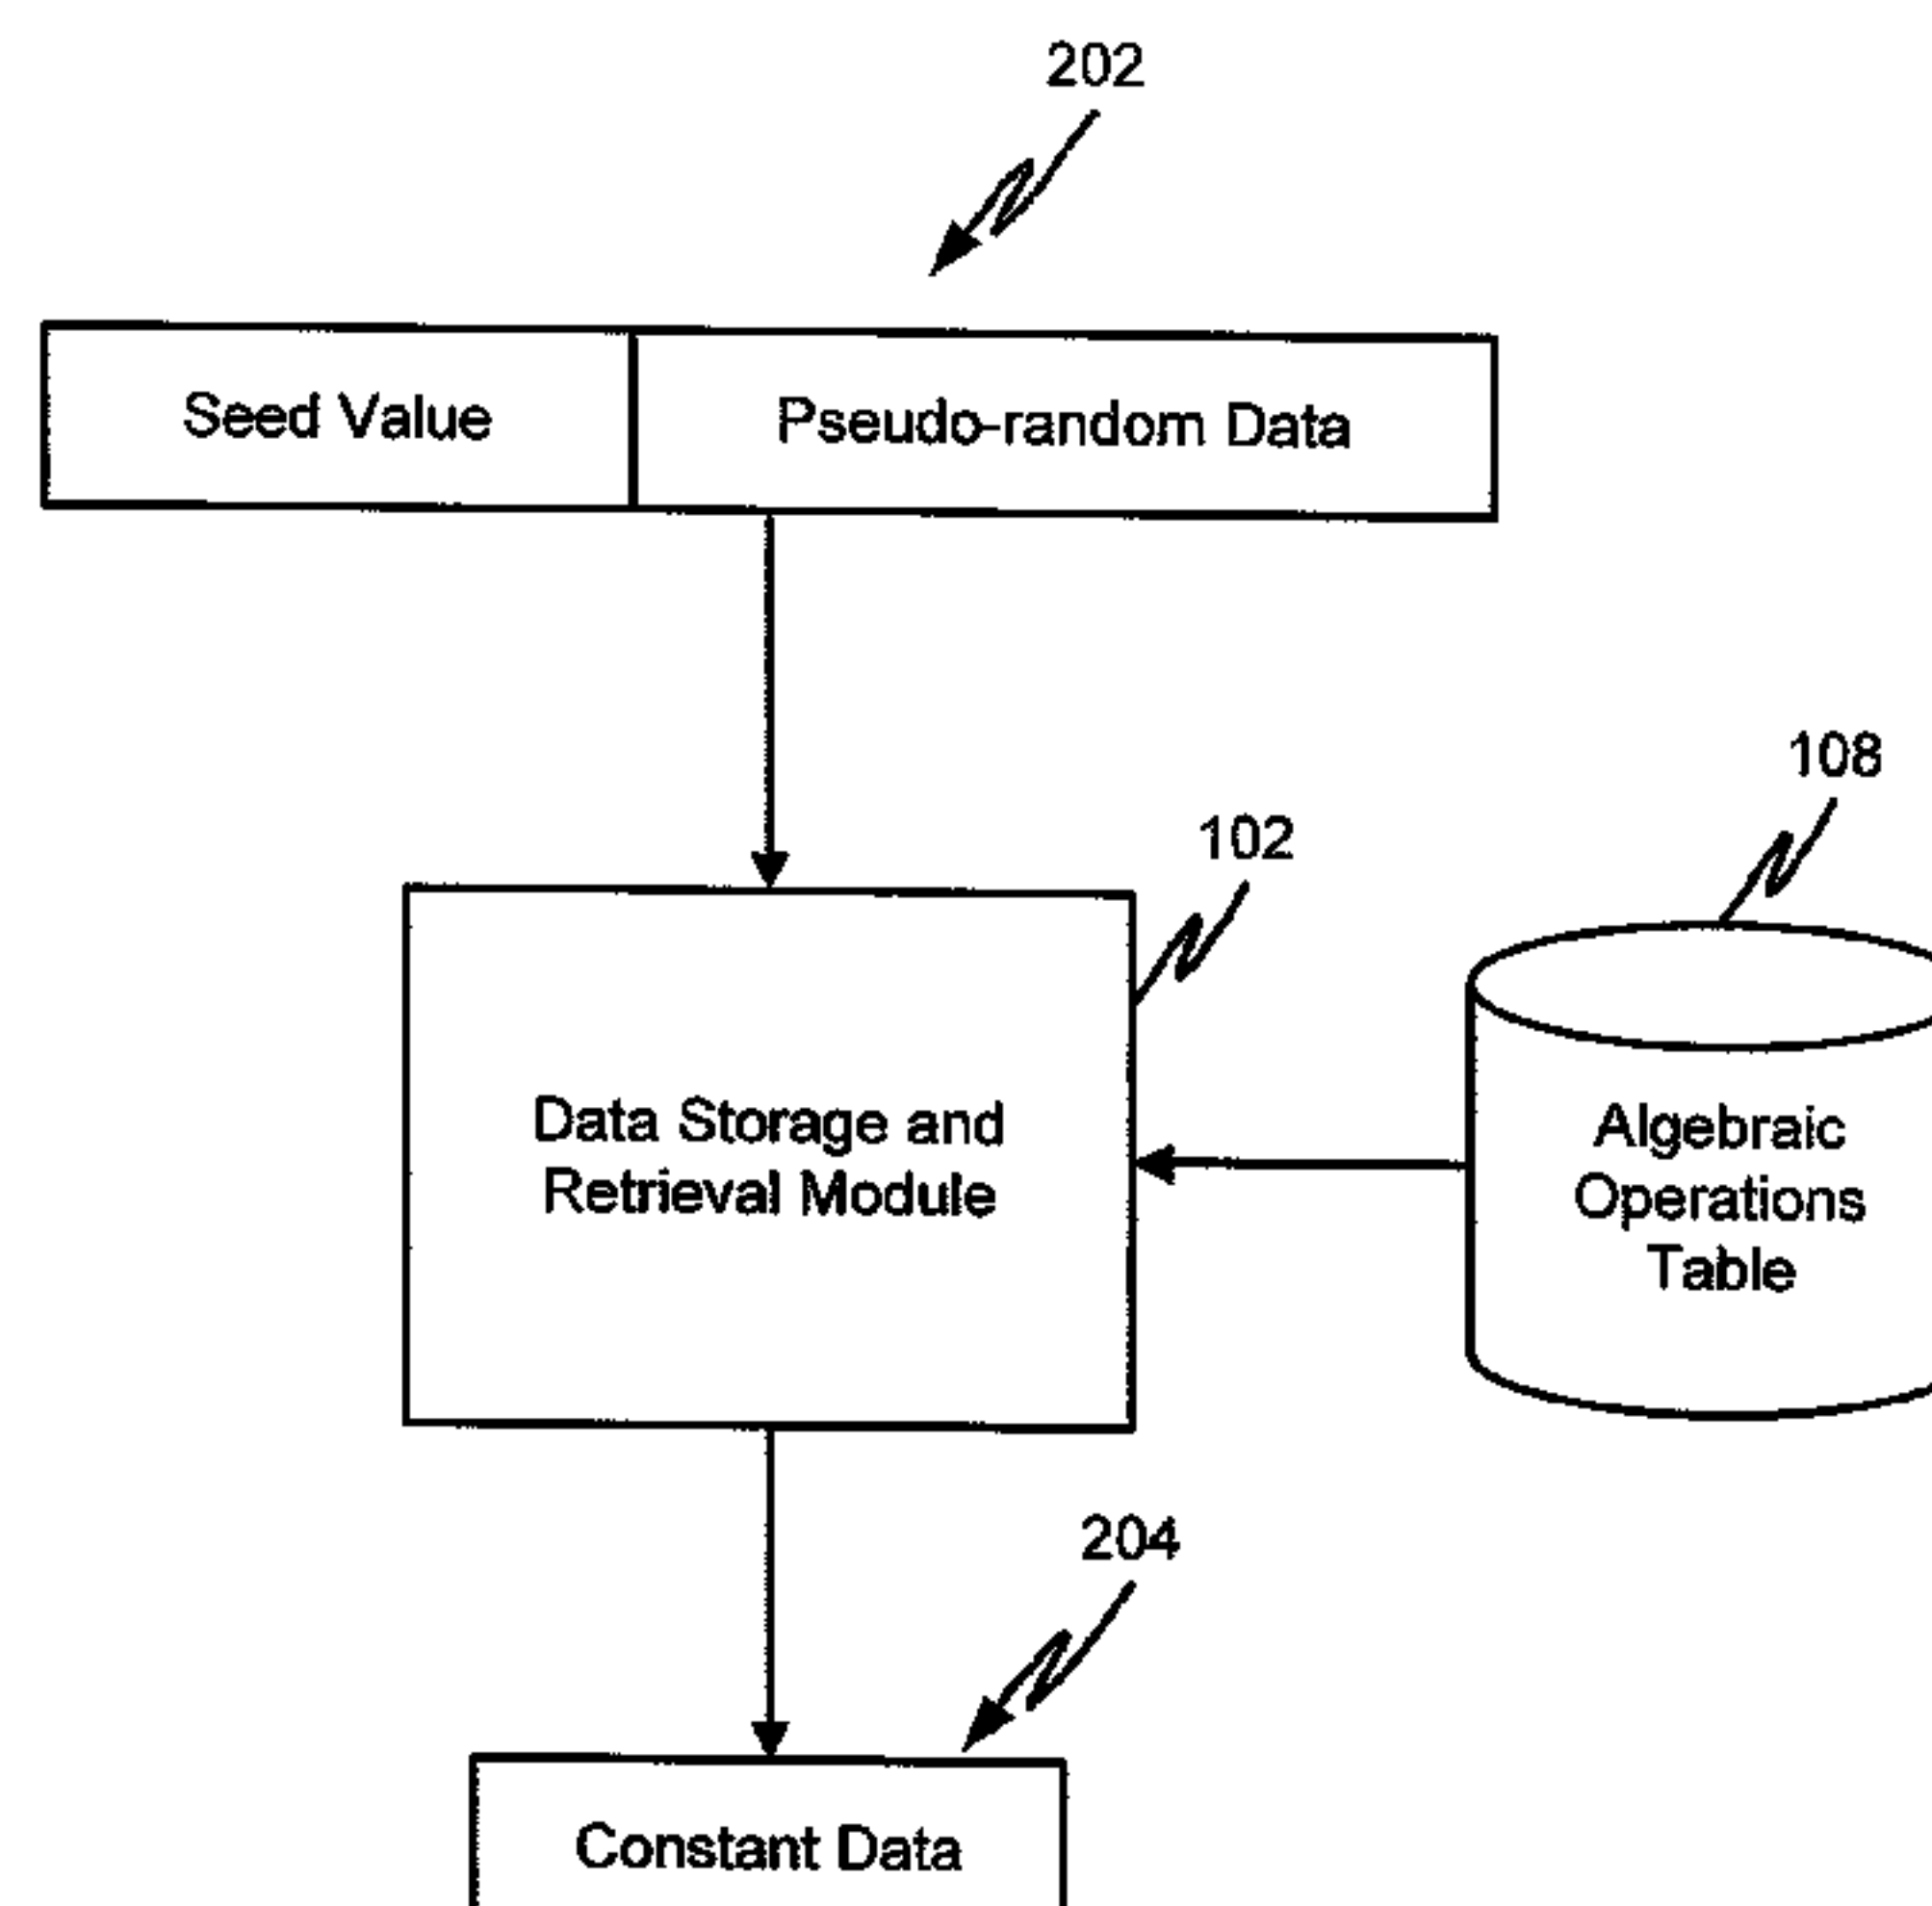 202
Seed Value
Pseudo-random Data
108
102
Data Storage and
Retrieval Module
Algebraic
Operations
Table
204
Constant Data